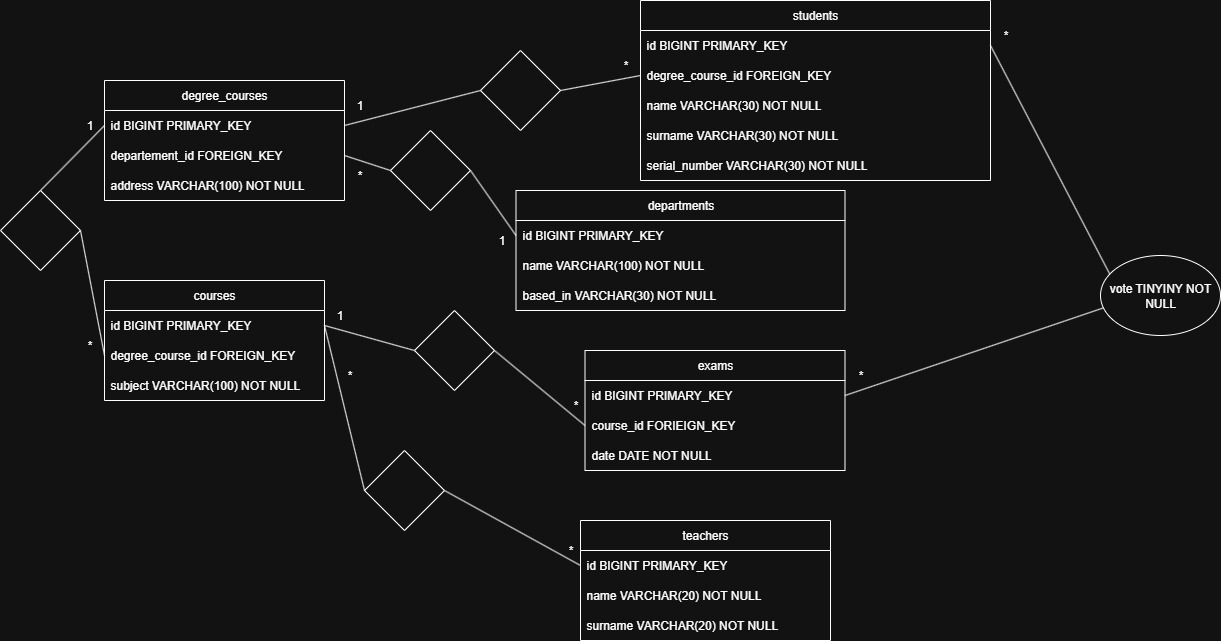 students
id BIGINT PRIMARY_KEY
degree_course_id FOREIGN_KEY
name VARCHAR(30) NOT NULL
surname VARCHAR(30) NOT NULL
serial_number VARCHAR(30) NOT NULL
*
*
degree_courses
id BIGINT PRIMARY_KEY
departement_id FOREIGN_KEY
address VARCHAR(100) NOT NULL
1
1
*
departments
id BIGINT PRIMARY_KEY
name VARCHAR(100) NOT NULL
based_in VARCHAR(30) NOT NULL
1
vote TINYINY NOT
NULL
courses
id BIGINT PRIMARY_KEY
degree_course_id FOREIGN_KEY
subject VARCHAR(100) NOT NULL
*
1
*
exams
id BIGINT PRIMARY_KEY
course_id FORIEIGN_KEY
date DATE NOT NULL
*
*
teachers
id BIGINT PRIMARY_KEY
name VARCHAR(20) NOT NULL
surname VARCHAR(20) NOT NULL
*